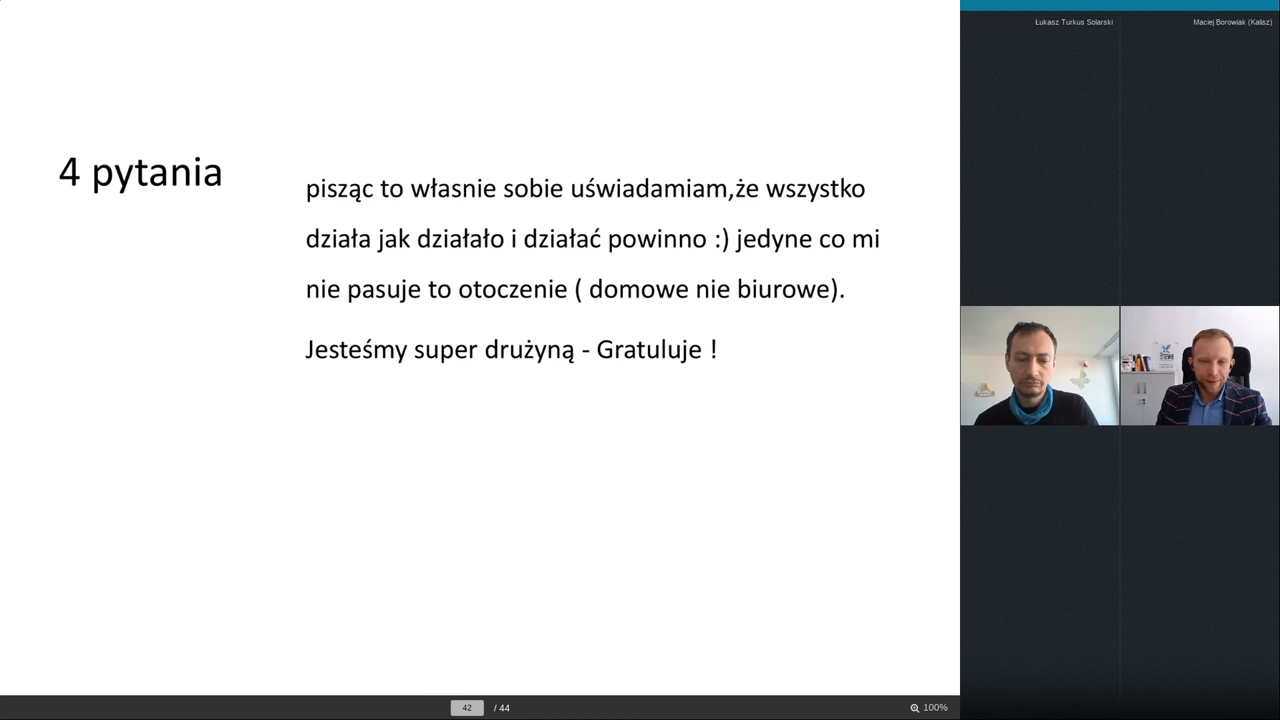 Łukasz Turkus Solarski
Maciej Borowiak (Kalisz)
4 pytania
pisząc to własnie sobie uświadamiam,że wszystko
działa jak działało i działać powinno :) jedyne co mi
nie pasuje to otoczenie ( domowe nie biurowe).
Jesteśmy super drużyną - Gratuluje !
42 / 44
100%